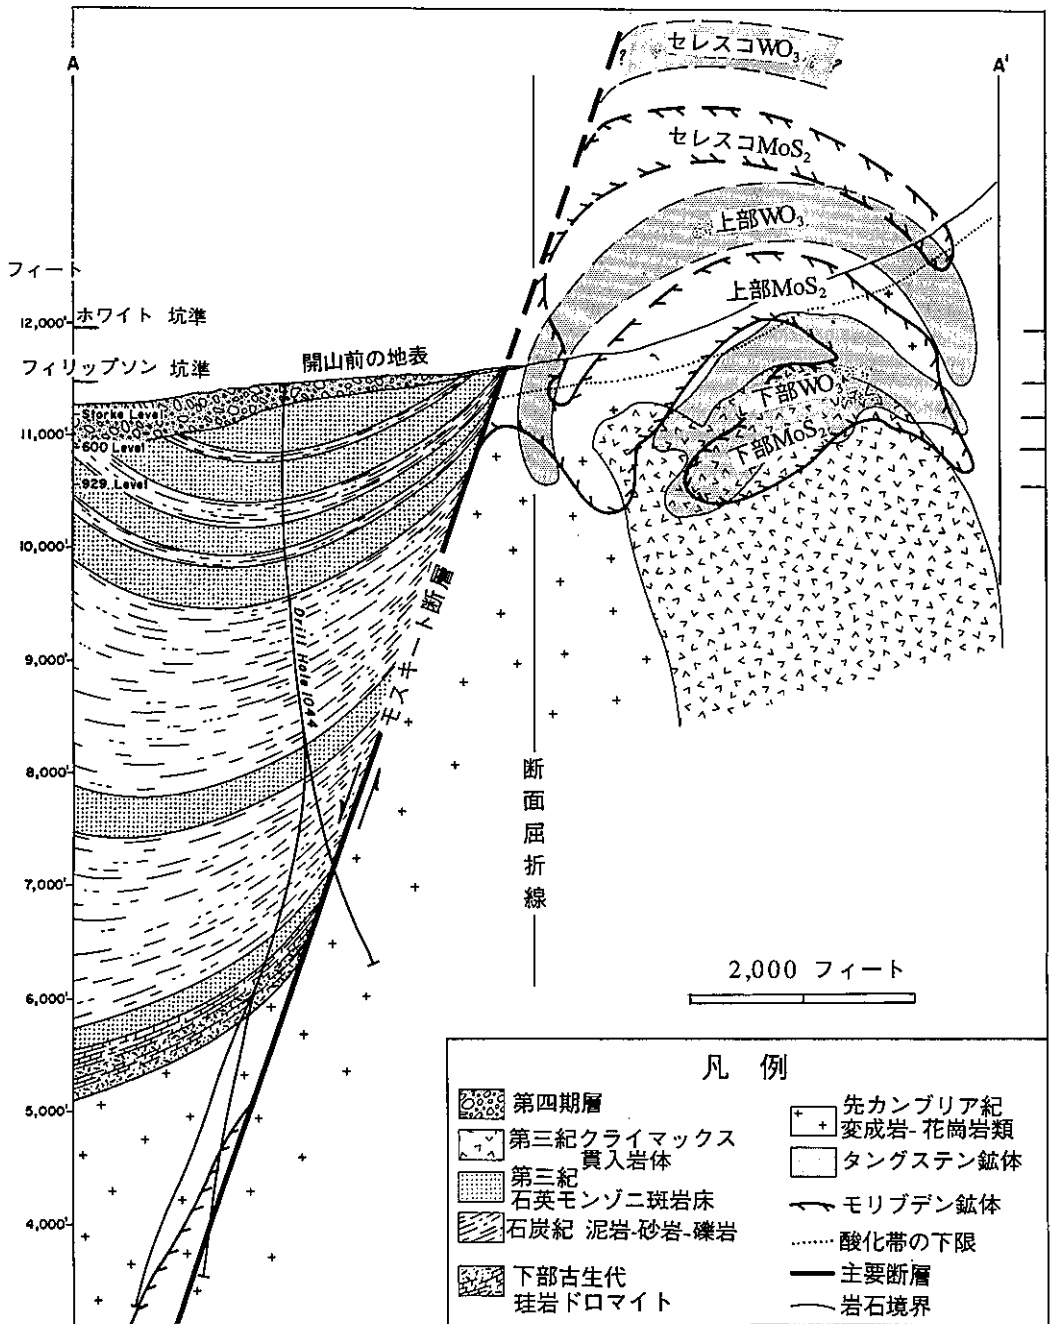 A
A'
?
セレスコWO3
?
セレスコMoS2
上部WO3
上部MoS2
下部WO3
下部MoS2
フィート
12,000'
ホワイト 坑準
フィリップソン 坑準
開山前の地表
Storke Level
11,000'
600 Level
929 Level
10,000'
9,000'
8,000'
7,000'
6,000'
5,000'
4,000'
Drill Hole 1044
モスキート断層
断面屈折線
2,000 フィート
凡 例
第四期層
第三紀クライマックス
貫入岩体
第三紀
石英モンゾニ斑岩床
石炭紀 泥岩-砂岩-礫岩
下部古生代
珪岩ドロマイト
先カンブリア紀
変成岩-花崗岩類
タングステン鉱体
モリブデン鉱体
酸化帯の下限
主要断層
岩石境界